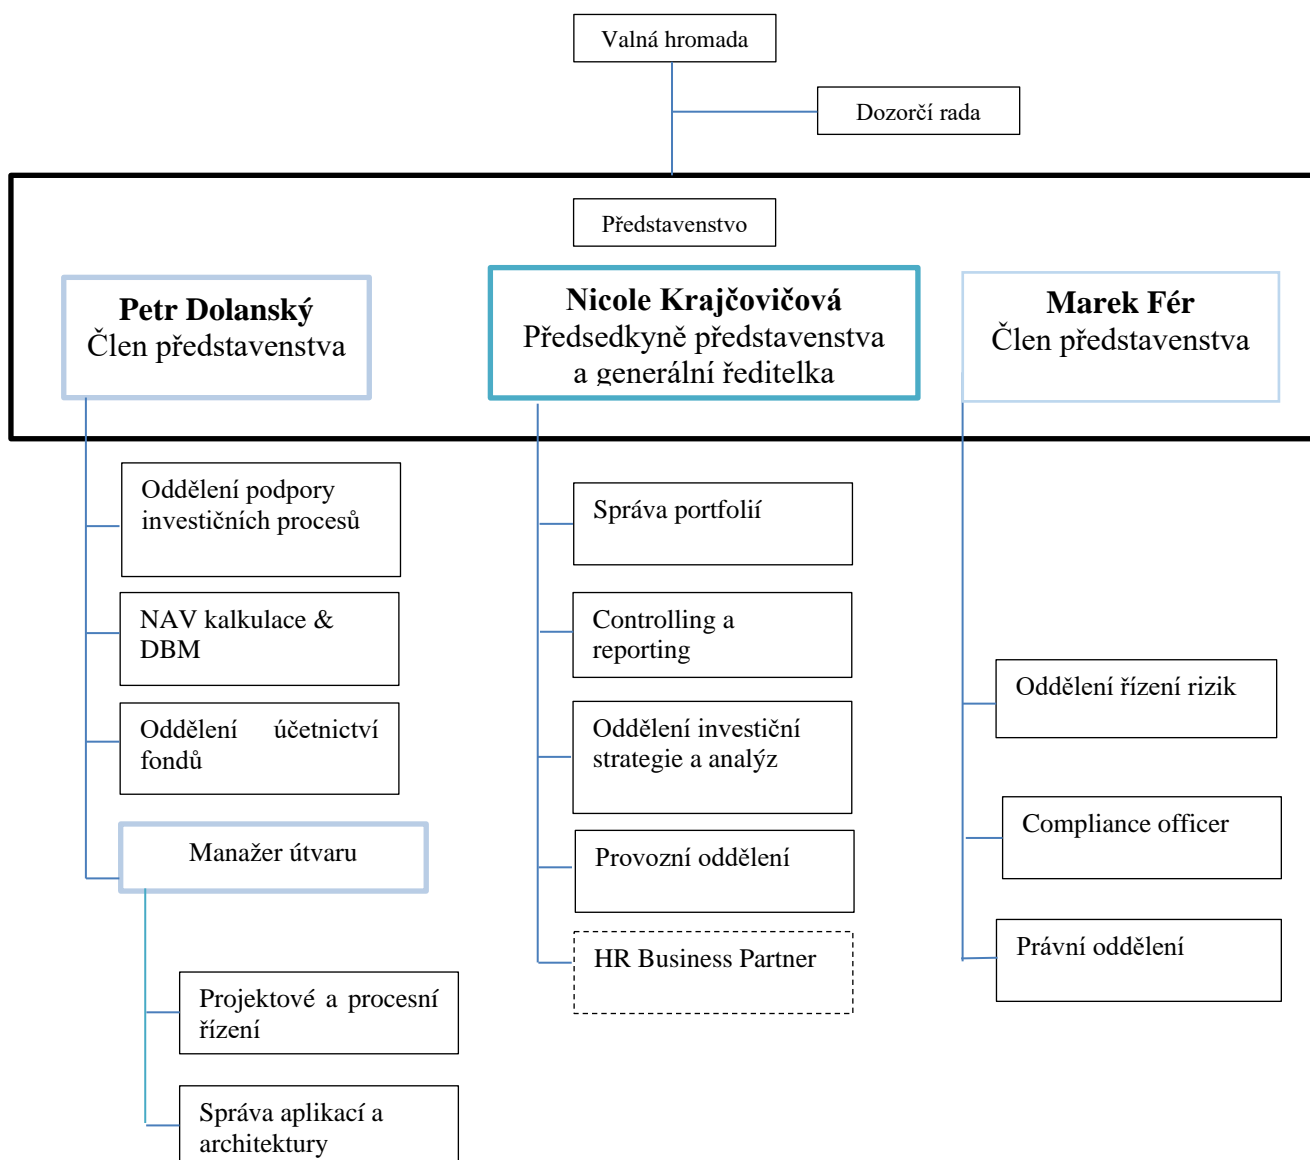 Valná hromada
Dozorčí rada
Představenstvo
Petr Dolanský
Člen představenstva
Nicole Krajčovičová
Předsedkyně představenstva
a generální ředitelka
Marek Fér
Člen představenstva
Oddělení podpory
investičních procesů
NAV kalkulace &
DBM
Oddělení účetnictví
fondů
Manažer útvaru
Projektové a procesní
řízení
Správa aplikací a
architektury
Správa portfolií
Controlling a
reporting
Oddělení investiční
strategie a analýz
Provozní oddělení
HR Business Partner
Oddělení řízení rizik
Compliance officer
Právní oddělení